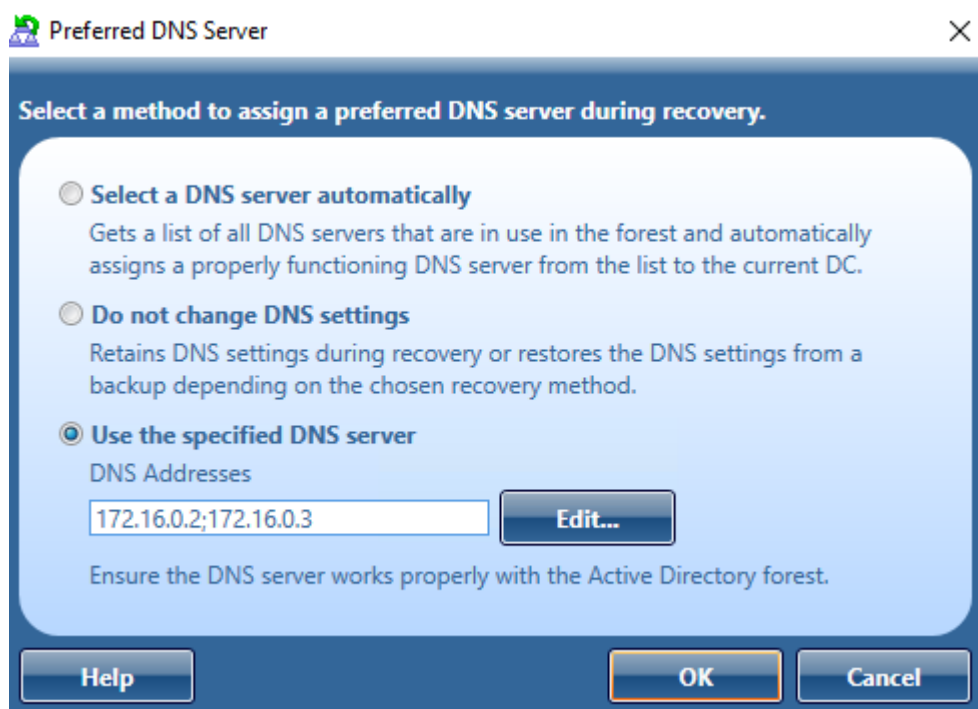 Preferred DNS Server
Select a method to assign a preferred DNS server during recovery.
Select a DNS server automatically
Gets a list of all DNS servers that are in use in the forest and automatically
assigns a properly functioning DNS server from the list to the current DC.
Do not change DNS settings
Retains DNS settings during recovery or restores the DNS settings from a
backup depending on the chosen recovery method.
Use the specified DNS server
DNS Addresses
172.16.0.2;172.16.0.3
Edit...
Ensure the DNS server works properly with the Active Directory forest.
Help
OK
Cancel